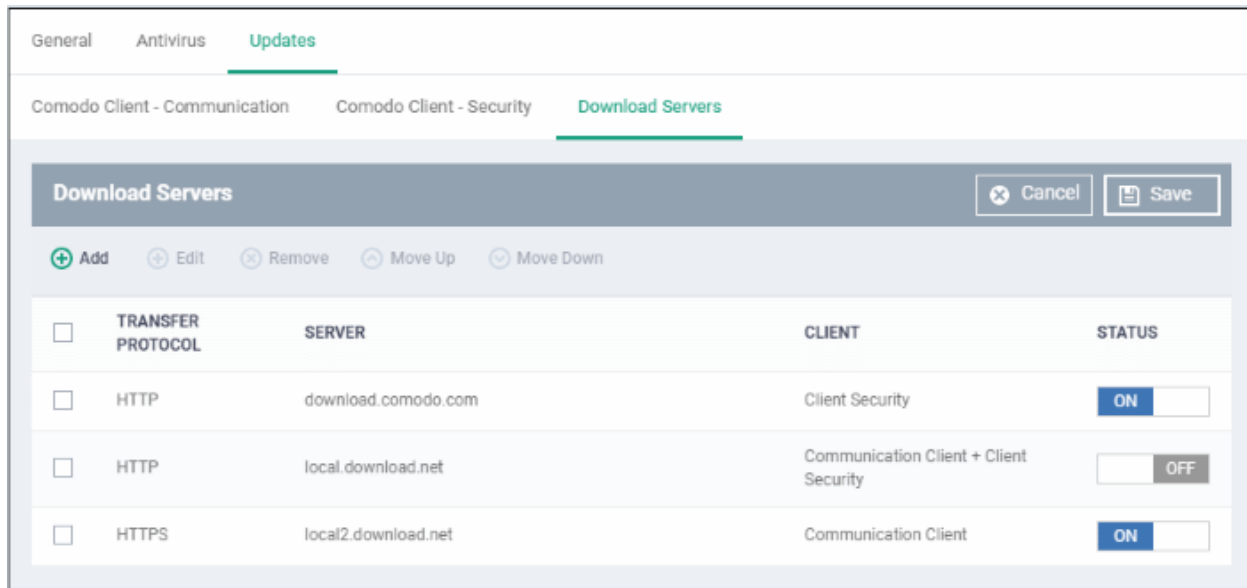 General Antivirus Updates
Comodo Client - Communication Comodo Client - Security Download Servers
Download Servers Cancel Save
Add Edit Remove Move Up Move Down
TRANSFER PROTOCOL SERVER CLIENT STATUS
HTTP download.comodo.com Client Security ON
HTTP local.download.net Communication Client + Client Security OFF
HTTPS local2.download.net Communication Client ON